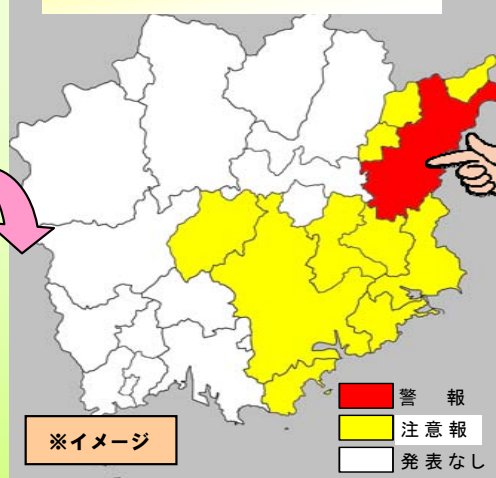 警　報
注意報
発表なし
※イメージ